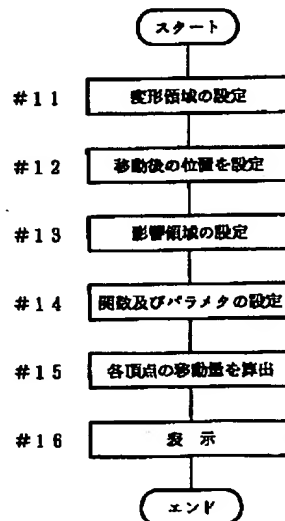 スタート
#11 変形領域の設定
#12 移動後の位置を設定
#13 影響領域の設定
#14 関数及びパラメタの設定
#15 各頂点の移動量を算出
#16 表 示
エンド